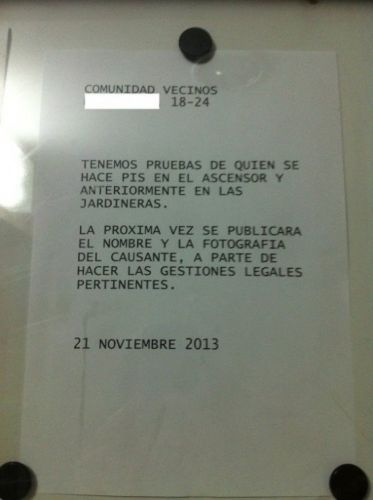 COMUNIDAD VECINOS
18-24
TENEMOS PRUEBAS DE QUIEN SE
HACE PIS EN EL ASCENSOR Y
ANTERIORMENTE EN LAS
JARDINERAS.
LA PROXIMA VEZ SE PUBLICARA
EL NOMBRE Y LA FOTOGRAFIA
DEL CAUSANTE, A PARTE DE
HACER LAS GESTIONES LEGALES
PERTINENTES.
21 NOVIEMBRE 2013